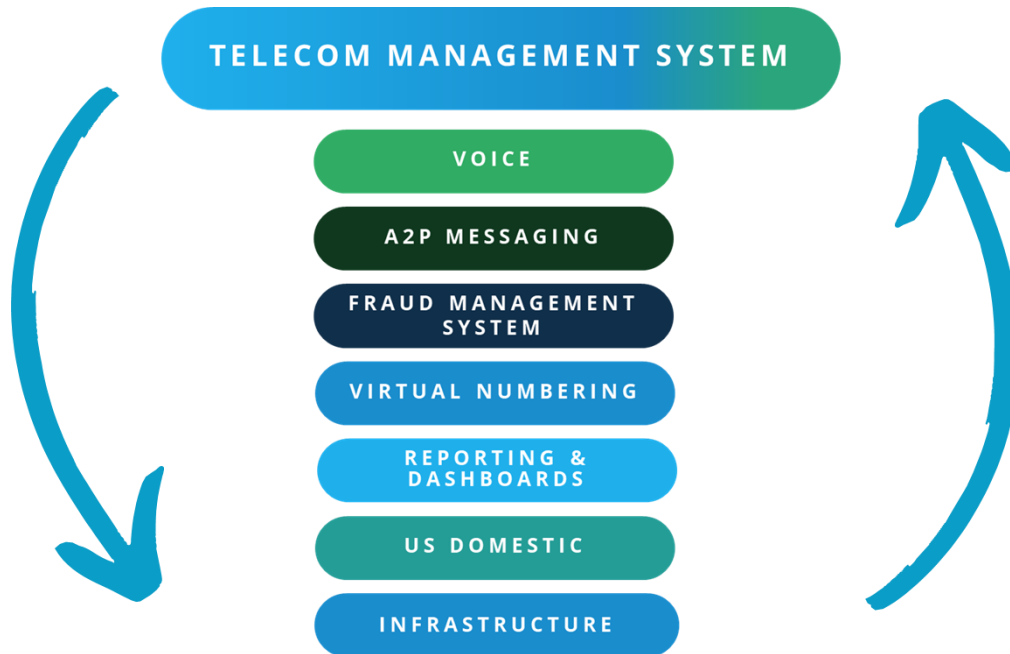 TELECOM MANAGEMENT SYSTEM
VOICE
A2P MESSAGING
FRAUD MANAGEMENT
SYSTEM
VIRTUAL NUMBERING
REPORTING &
DASHBOARDS
US DOMESTIC
INFRASTRUCTURE